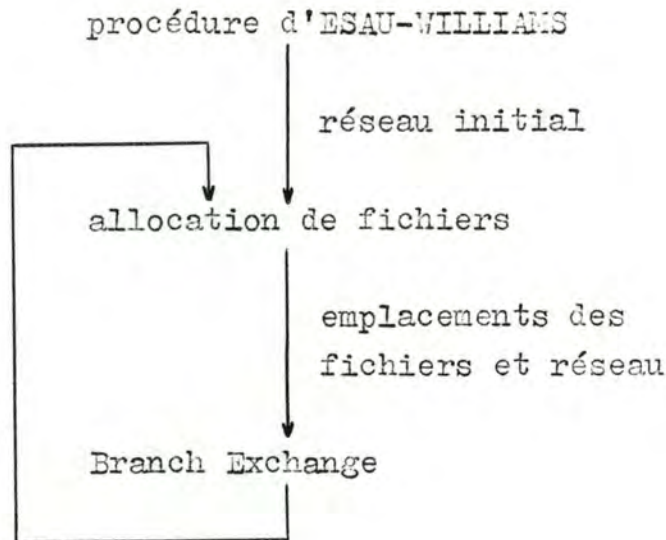 procédure d'ESAU-WILLIAMS
réseau initial
allocation de fichiers
emplacements des
fichiers et réseau
Branch Exchange